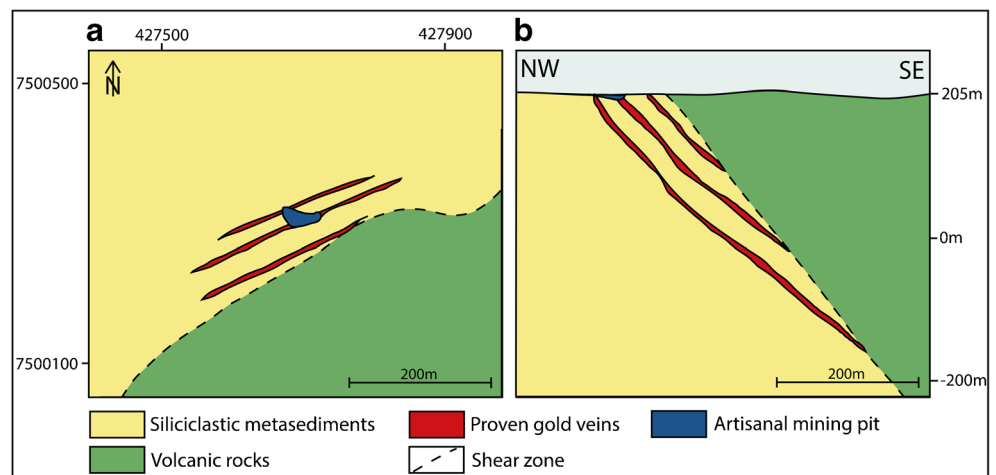 a
427500
427900
7500500
N
7500100
200m
b
NW
SE
205m
0m
-200m
200m
Siliciclastic metasediments
Proven gold veins
Artisanal mining pit
Volcanic rocks
Shear zone